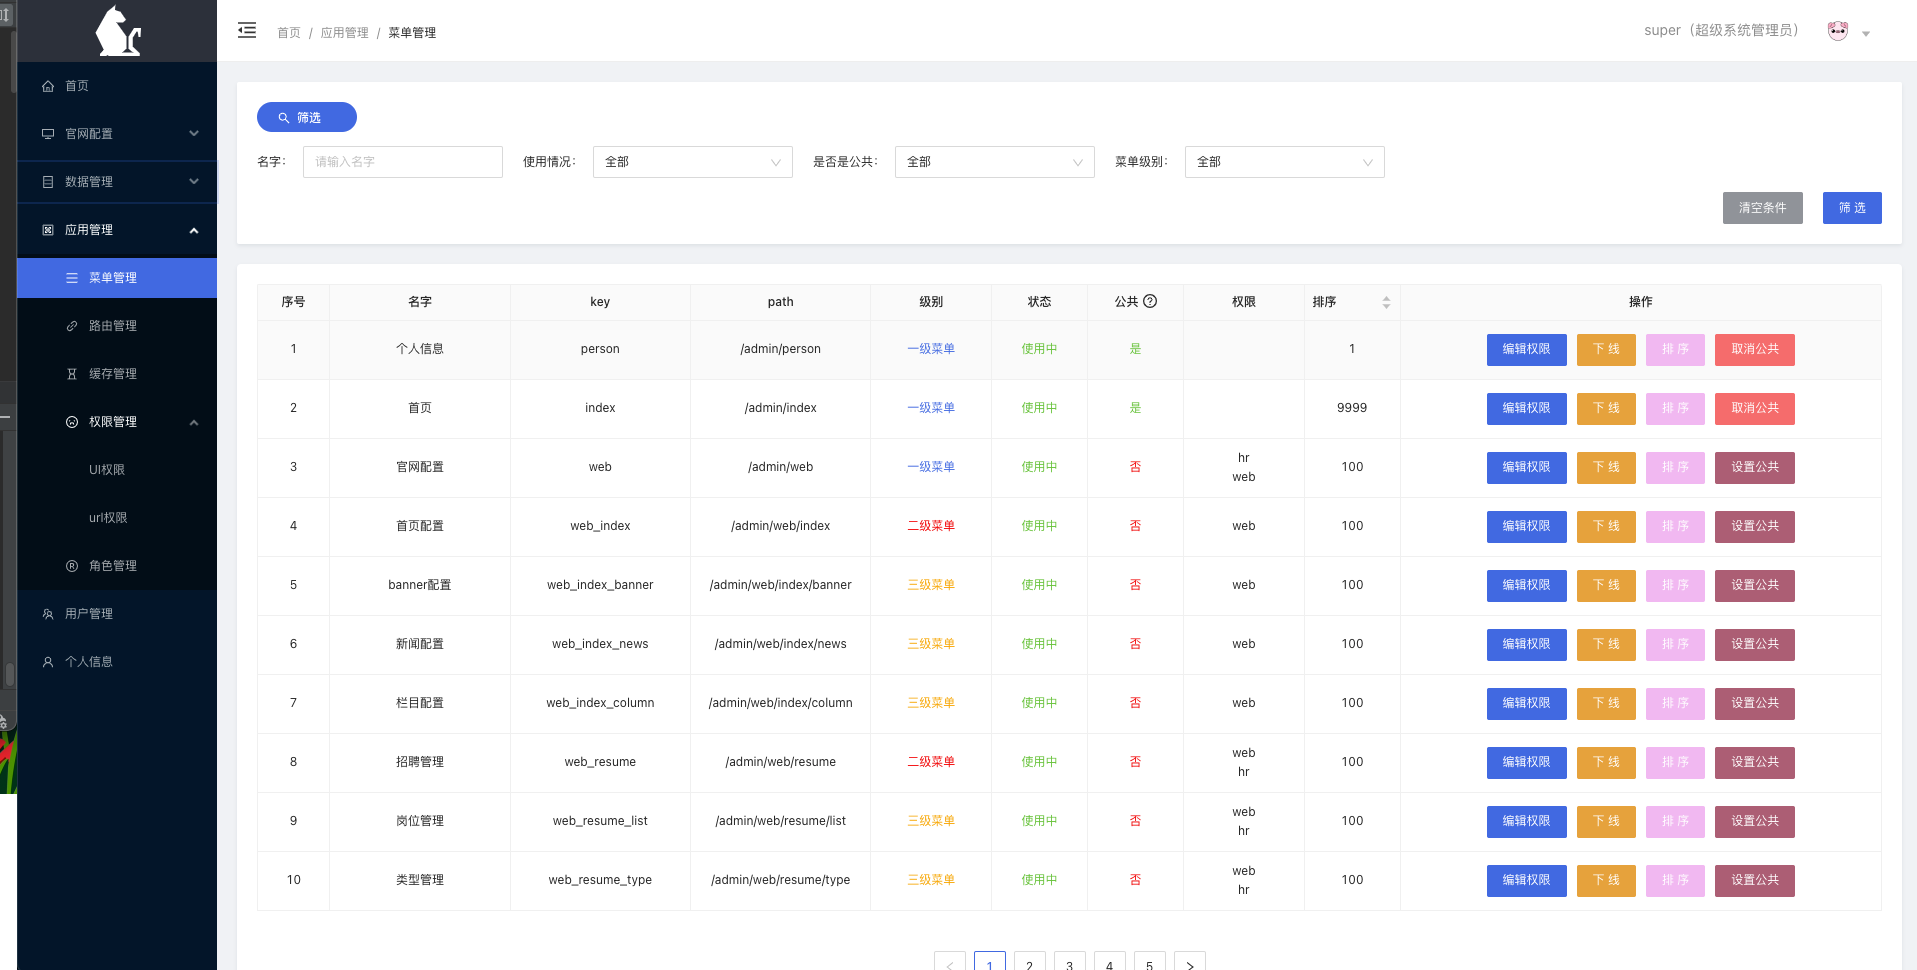 首页 / 应用管理 / 菜单管理
super（超级系统管理员）
首页
官网配置
数据管理
应用管理
菜单管理
路由管理
缓存管理
权限管理
UI权限
url权限
角色管理
用户管理
个人信息
筛选
名字： 请输入名字 使用情况： 全部 是否是公共： 全部 菜单级别： 全部
清空条件 筛 选
序号 名字 key path 级别 状态 公共 权限 排序 操作
1 个人信息 person /admin/person 一级菜单 使用中 是 1 编辑权限 下 线 排 序 取消公共
2 首页 index /admin/index 一级菜单 使用中 是 9999 编辑权限 下 线 排 序 取消公共
3 官网配置 web /admin/web 一级菜单 使用中 否 hr web 100 编辑权限 下 线 排 序 设置公共
4 首页配置 web_index /admin/web/index 二级菜单 使用中 否 web 100 编辑权限 下 线 排 序 设置公共
5 banner配置 web_index_banner /admin/web/index/banner 三级菜单 使用中 否 web 100 编辑权限 下 线 排 序 设置公共
6 新闻配置 web_index_news /admin/web/index/news 三级菜单 使用中 否 web 100 编辑权限 下 线 排 序 设置公共
7 栏目配置 web_index_column /admin/web/index/column 三级菜单 使用中 否 web 100 编辑权限 下 线 排 序 设置公共
8 招聘管理 web_resume /admin/web/resume 二级菜单 使用中 否 web hr 100 编辑权限 下 线 排 序 设置公共
9 岗位管理 web_resume_list /admin/web/resume/list 三级菜单 使用中 否 web hr 100 编辑权限 下 线 排 序 设置公共
10 类型管理 web_resume_type /admin/web/resume/type 三级菜单 使用中 否 web hr 100 编辑权限 下 线 排 序 设置公共
1 2 3 4 5